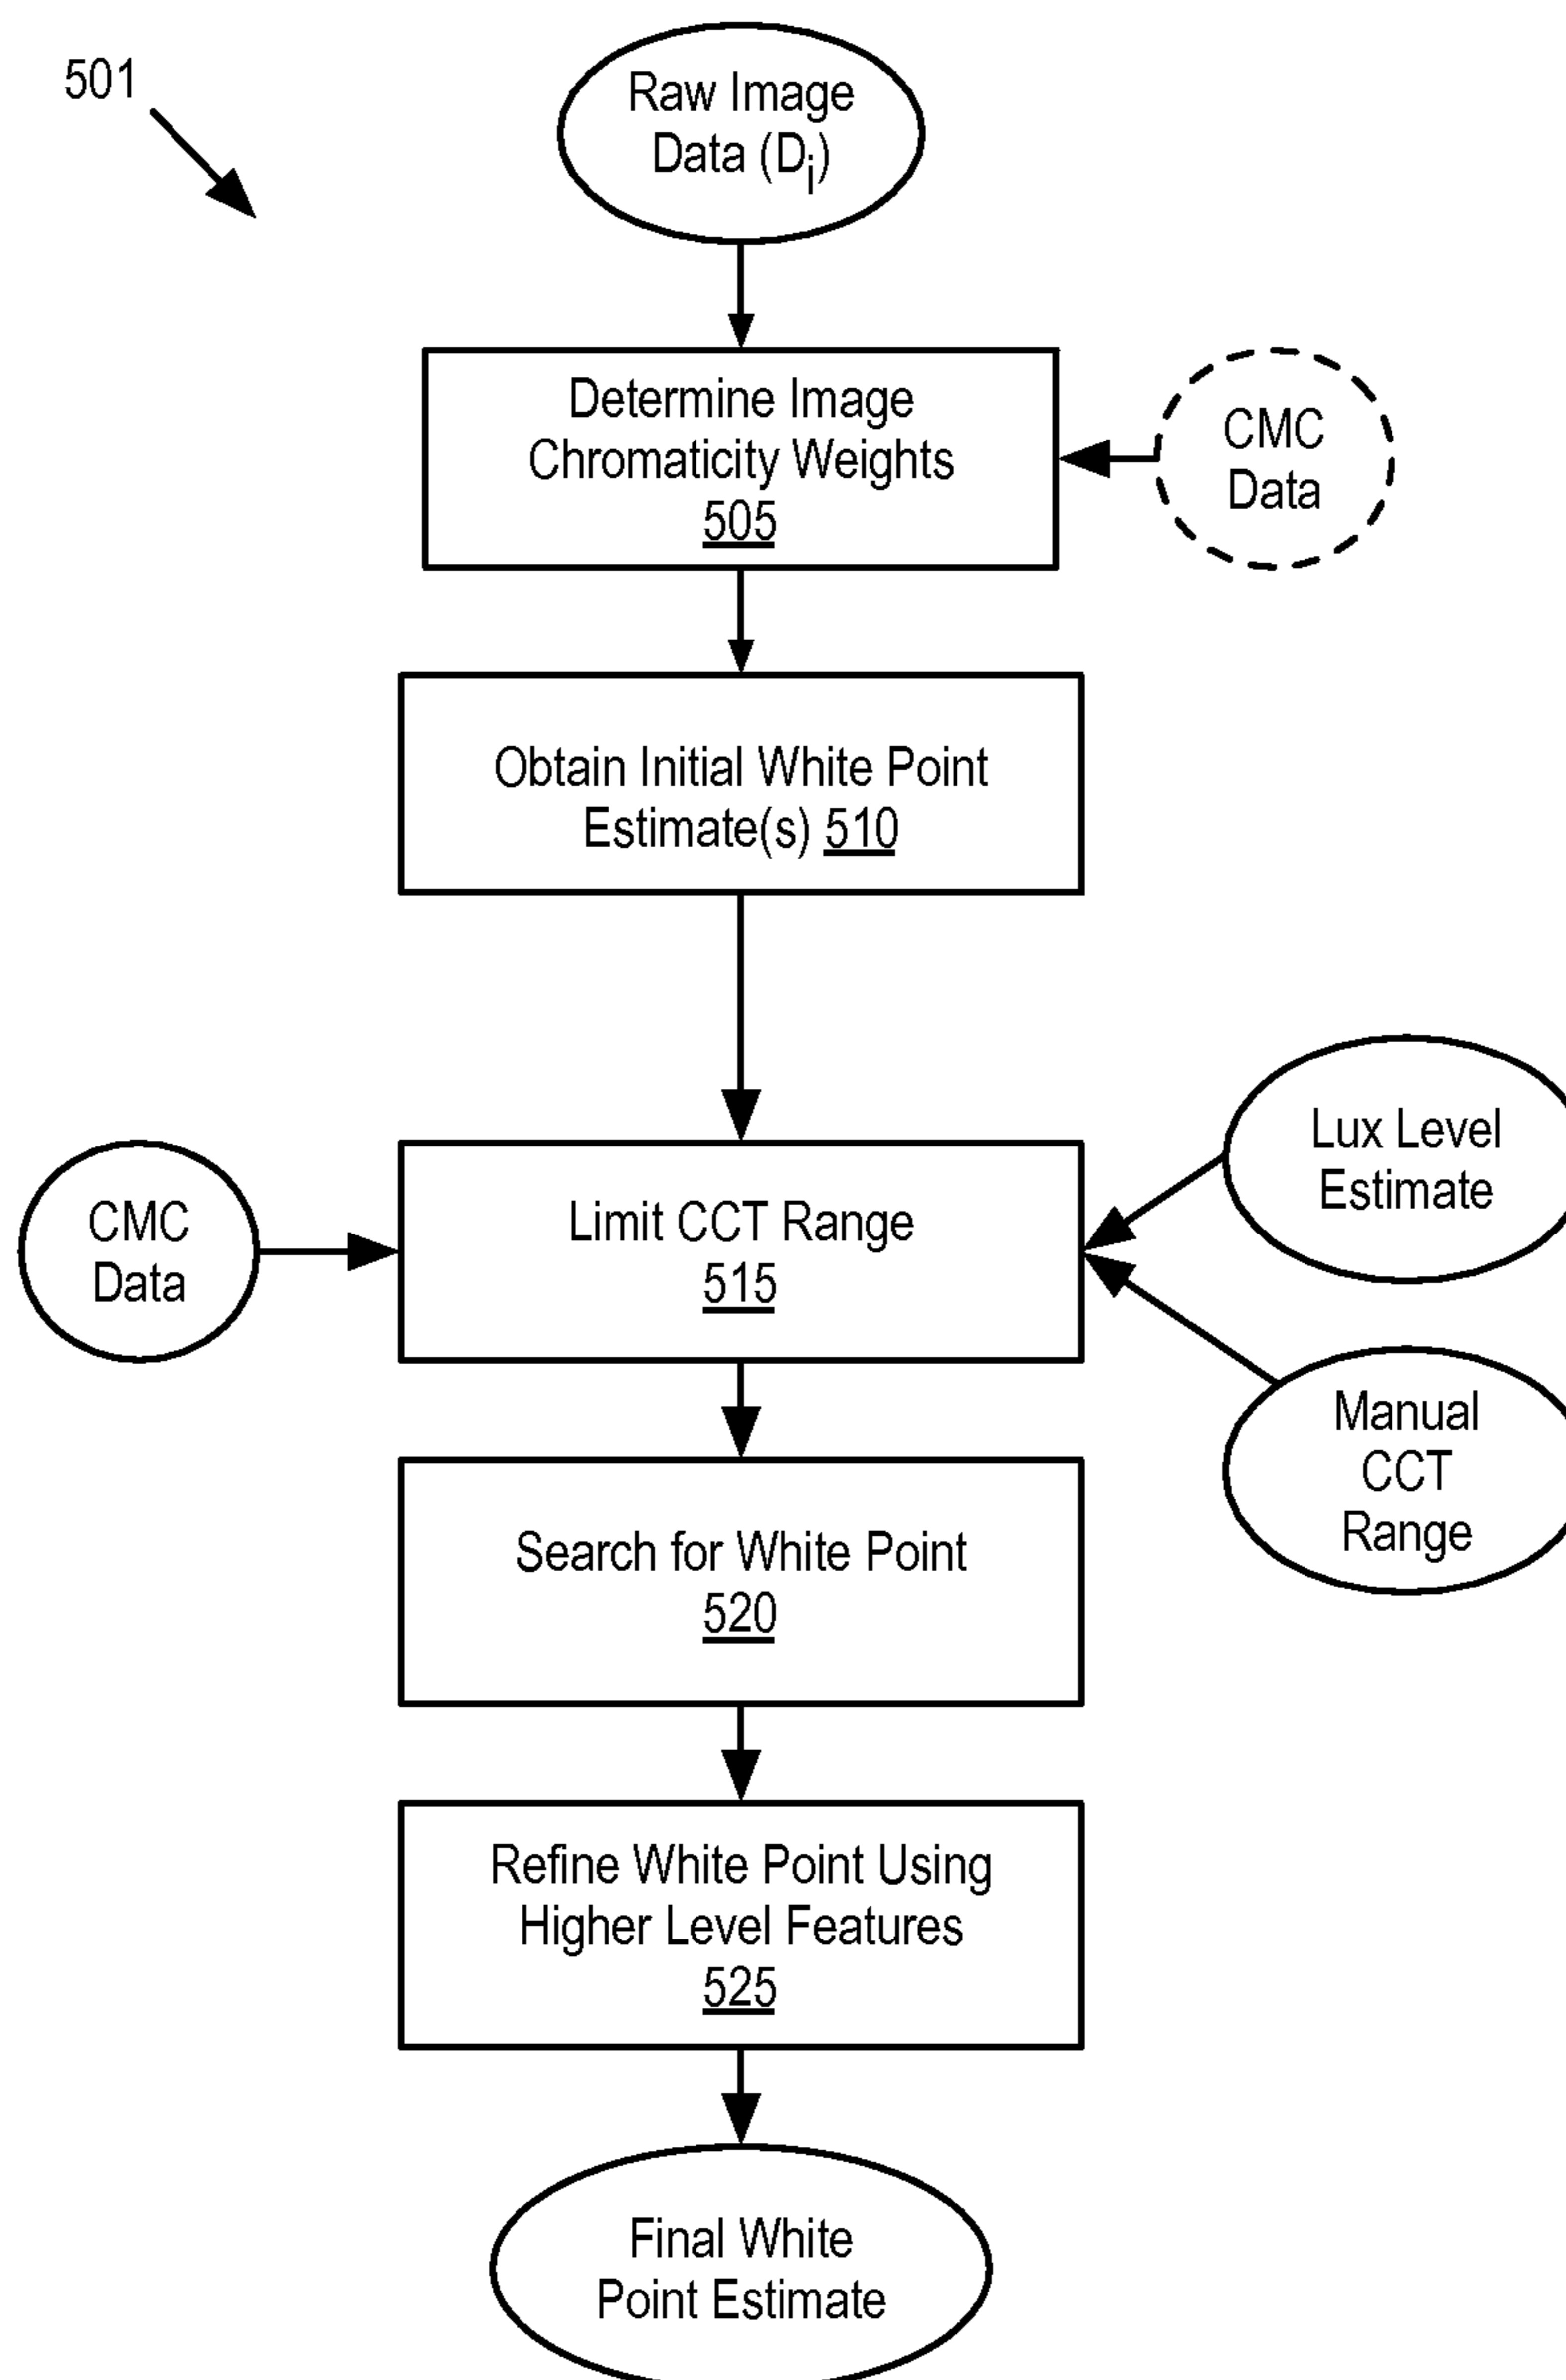 501
Raw Image
Data (Di)
Determine Image
Chromaticity Weights
505
CMC
Data
Obtain Initial White Point
Estimate(s) 510
Lux Level
Estimate
CMC
Data
Limit CCT Range
515
Manual
CCT
Range
Search for White Point
520
Refine White Point Using
Higher Level Features
525
Final White
Point Estimate